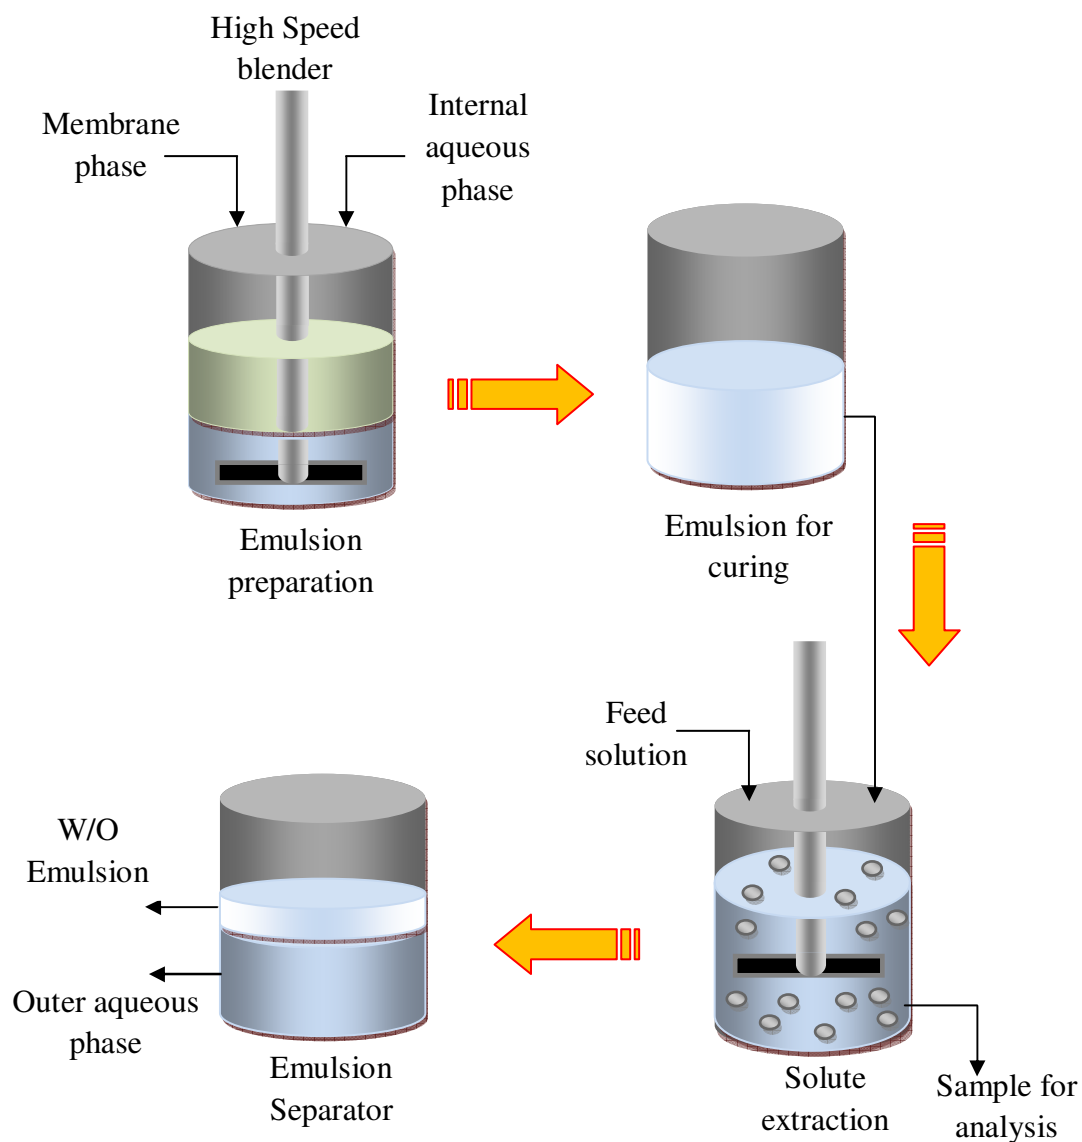 High Speed
blender
Membrane
phase
Internal
aqueous
phase
Emulsion
preparation
Emulsion for
curing
Feed
solution
W/O
Emulsion
Outer aqueous
phase
Emulsion
Separator
Solute
extraction
Sample for
analysis